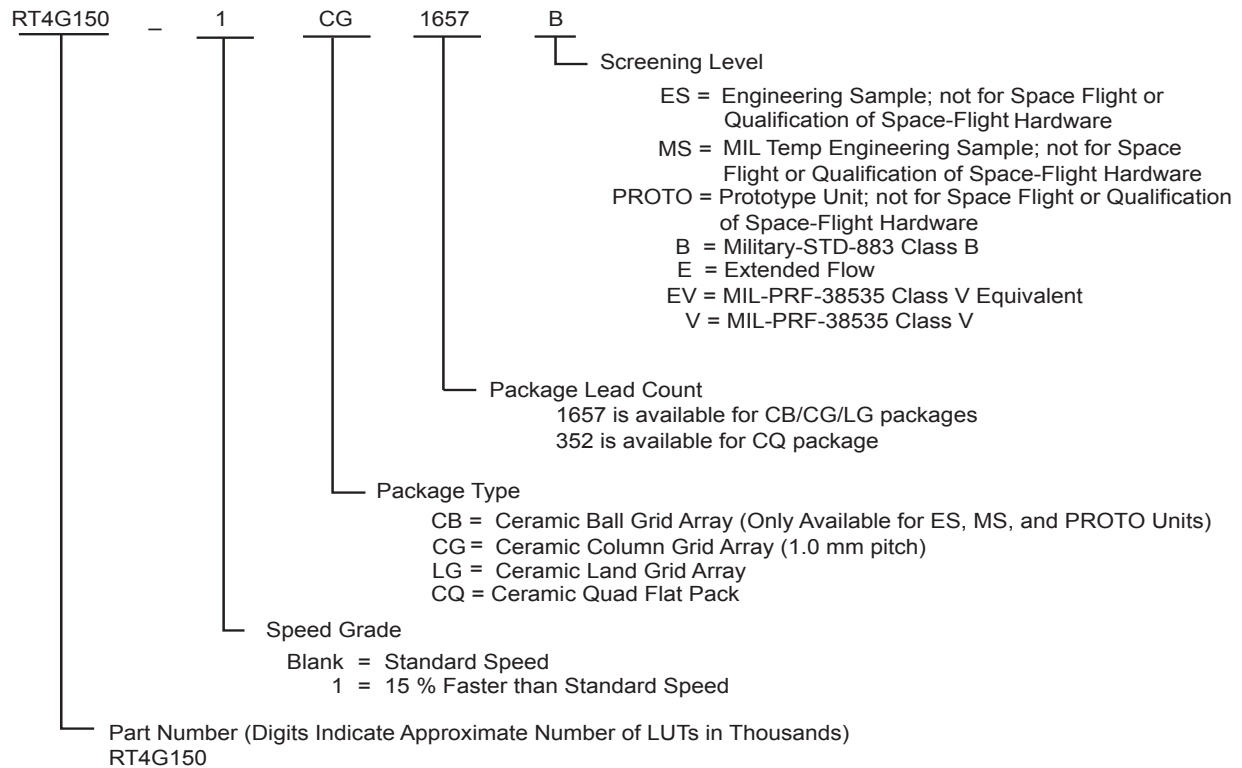 RT4G150 _ 1 CG 1657 B
Screening Level
ES = Engineering Sample; not for Space Flight or
Qualification of Space-Flight Hardware
MS = MIL Temp Engineering Sample; not for Space
Flight or Qualification of Space-Flight Hardware
PROTO = Prototype Unit; not for Space Flight or Qualification
of Space-Flight Hardware
B = Military-STD-883 Class B
E = Extended Flow
EV = MIL-PRF-38535 Class V Equivalent
V = MIL-PRF-38535 Class V
Package Lead Count
1657 is available for CB/CG/LG packages
352 is available for CQ package
Package Type
CB = Ceramic Ball Grid Array (Only Available for ES, MS, and PROTO Units)
CG = Ceramic Column Grid Array (1.0 mm pitch)
LG = Ceramic Land Grid Array
CQ = Ceramic Quad Flat Pack
Speed Grade
Blank = Standard Speed
1 = 15 % Faster than Standard Speed
Part Number (Digits Indicate Approximate Number of LUTs in Thousands)
RT4G150